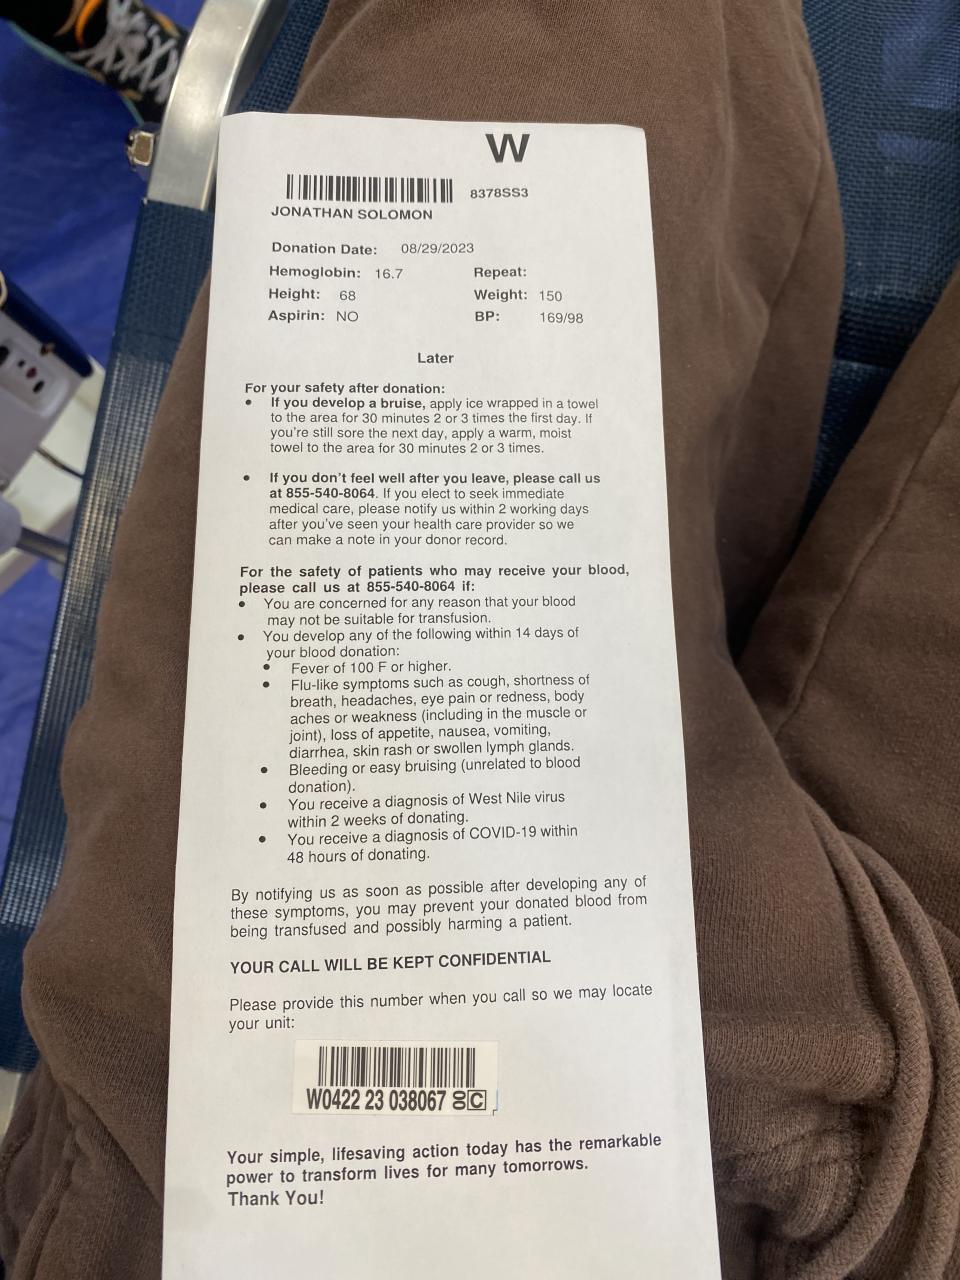 W
8378SS3
JONATHAN SOLOMON
Donation Date: 08/29/2023
Hemoglobin: 16.7 Repeat:
Height: 68 Weight: 150
Aspirin: NO BP: 169/98
Later
For your safety after donation:
• If you develop a bruise, apply ice wrapped in a towel
to the area for 30 minutes 2 or 3 times the first day. If
you're still sore the next day, apply a warm, moist
towel to the area for 30 minutes 2 or 3 times.
• If you don't feel well after you leave, please call us
at 855-540-8064. If you elect to seek immediate
medical care, please notify us within 2 working days
after you've seen your health care provider so we
can make a note in your donor record.
For the safety of patients who may receive your blood,
please call us at 855-540-8064 if:
• You are concerned for any reason that your blood
may not be suitable for transfusion.
• You develop any of the following within 14 days of
your blood donation:
• Fever of 100 F or higher.
• Flu-like symptoms such as cough, shortness of
breath, headaches, eye pain or redness, body
aches or weakness (including in the muscle or
joint), loss of appetite, nausea, vomiting,
diarrhea, skin rash or swollen lymph glands.
• Bleeding or easy bruising (unrelated to blood
donation).
• You receive a diagnosis of West Nile virus
within 2 weeks of donating.
• You receive a diagnosis of COVID-19 within
48 hours of donating.
By notifying us as soon as possible after developing any of
these symptoms, you may prevent your donated blood from
being transfused and possibly harming a patient.
YOUR CALL WILL BE KEPT CONFIDENTIAL
Please provide this number when you call so we may locate
your unit:
W0422 23 038067 00 C
Your simple, lifesaving action today has the remarkable
power to transform lives for many tomorrows.
Thank You!